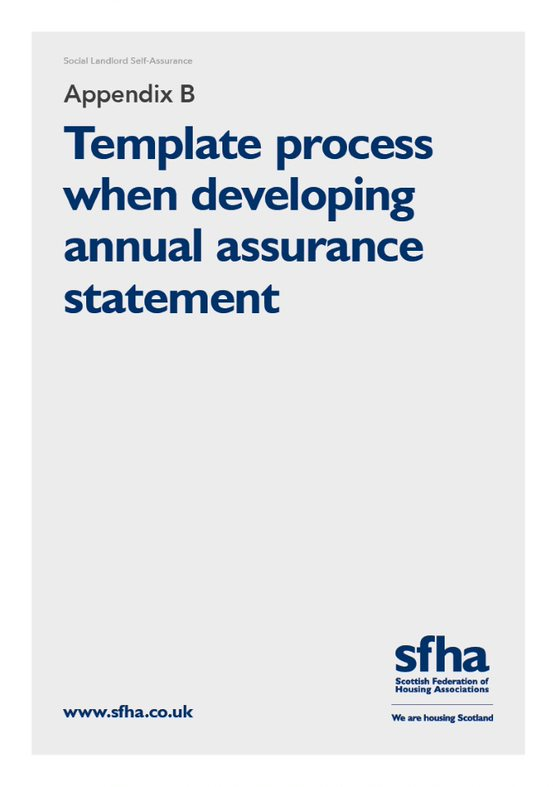 Social Landlord Self-Assurance
Appendix B
Template process
when developing
annual assurance
statement
sfha
Scottish Federation of
Housing Associations
www.sfha.co.uk
We are housing Scotland